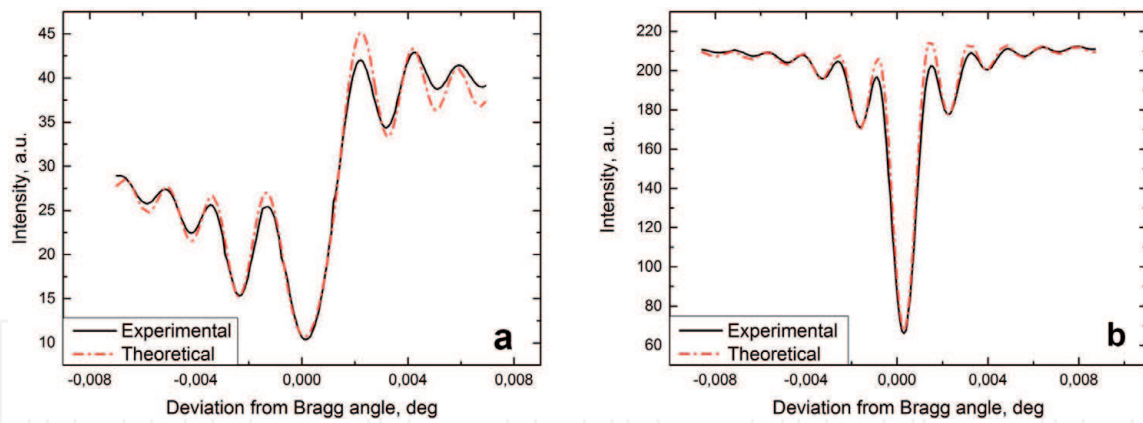 45
40
35
30
25
20
15
10
Intensity, a.u.
Experimental
Theoretical
a
-0,008 -0,004 0,000 0,004 0,008
Deviation from Bragg angle, deg
220
200
180
160
140
120
100
80
60
Intensity, a.u.
Experimental
Theoretical
b
-0,008 -0,004 0,000 0,004 0,008
Deviation from Bragg angle, deg